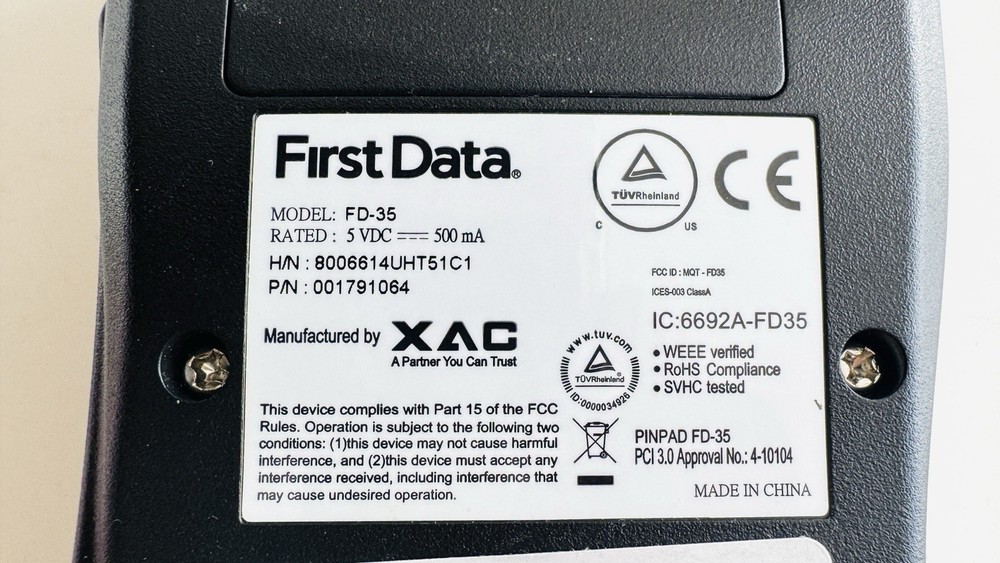 First Data®
MODEL: FD-35
RATED : 5 VDC ⎓ 500 mA
H/N : 8006614UHT51C1
P/N : 001791064
Manufactured by XAC
A Partner You Can Trust
This device complies with Part 15 of the FCC
Rules. Operation is subject to the following two
conditions: (1)this device may not cause harmful
interference, and (2)this device must accept any
interference received, including interference that
may cause undesired operation.
TÜVRheinland
C US
CE
FCC ID : MQT - FD35
ICES-003 ClassA
IC:6692A-FD35
www.tuv.com
TÜVRheinland®
ID:0000034926
• WEEE verified
• RoHS Compliance
• SVHC tested
PINPAD FD-35
PCI 3.0 Approval No.: 4-10104
MADE IN CHINA